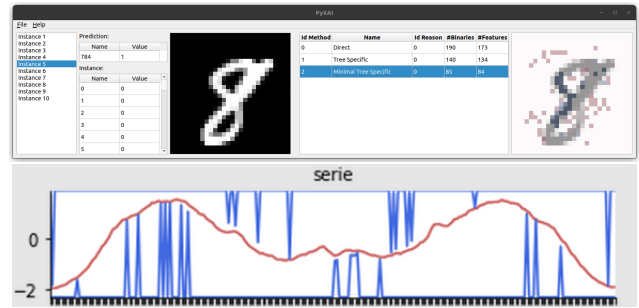 PyXAI
File Help
Instance 1
Instance 2
Instance 3
Instance 4
Instance 5
Instance 6
Instance 7
Instance 8
Instance 9
Instance 10
Prediction:
Name Value
784 1
Instance:
Name Value
0 0
1 0
2 0
3 0
4 0
5 0
Id Method Name Id Reason #Binaries #Features
0 Direct 0 190 173
1 Tree Specific 0 140 134
2 Minimal Tree Specific 0 85 84
serie
0
−2